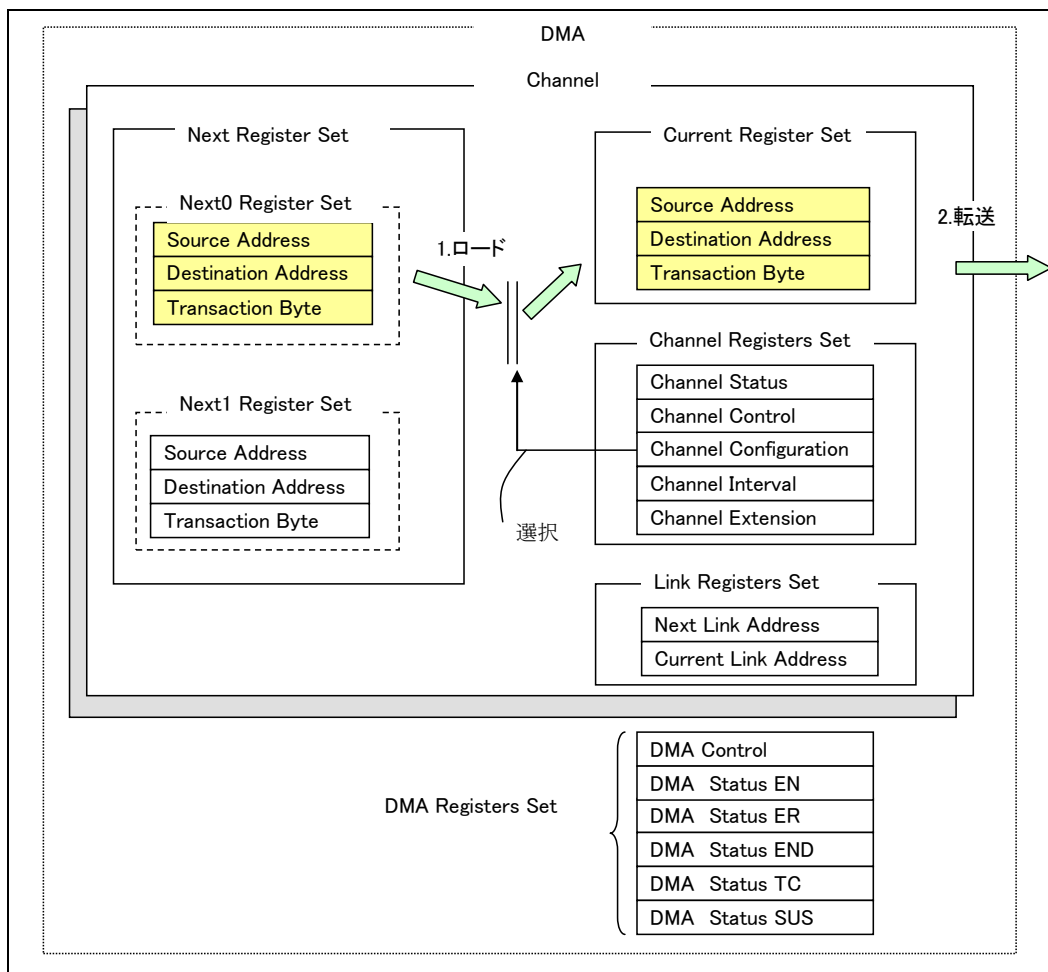 DMA
Channel
Next Register Set
Next0 Register Set
Source Address
Destination Address
Transaction Byte
Next1 Register Set
Source Address
Destination Address
Transaction Byte
1.ロード
選択
Current Register Set
Source Address
Destination Address
Transaction Byte
2.転送
Channel Registers Set
Channel Status
Channel Control
Channel Configuration
Channel Interval
Channel Extension
Link Registers Set
Next Link Address
Current Link Address
DMA Registers Set
DMA Control
DMA Status EN
DMA Status ER
DMA Status END
DMA Status TC
DMA Status SUS